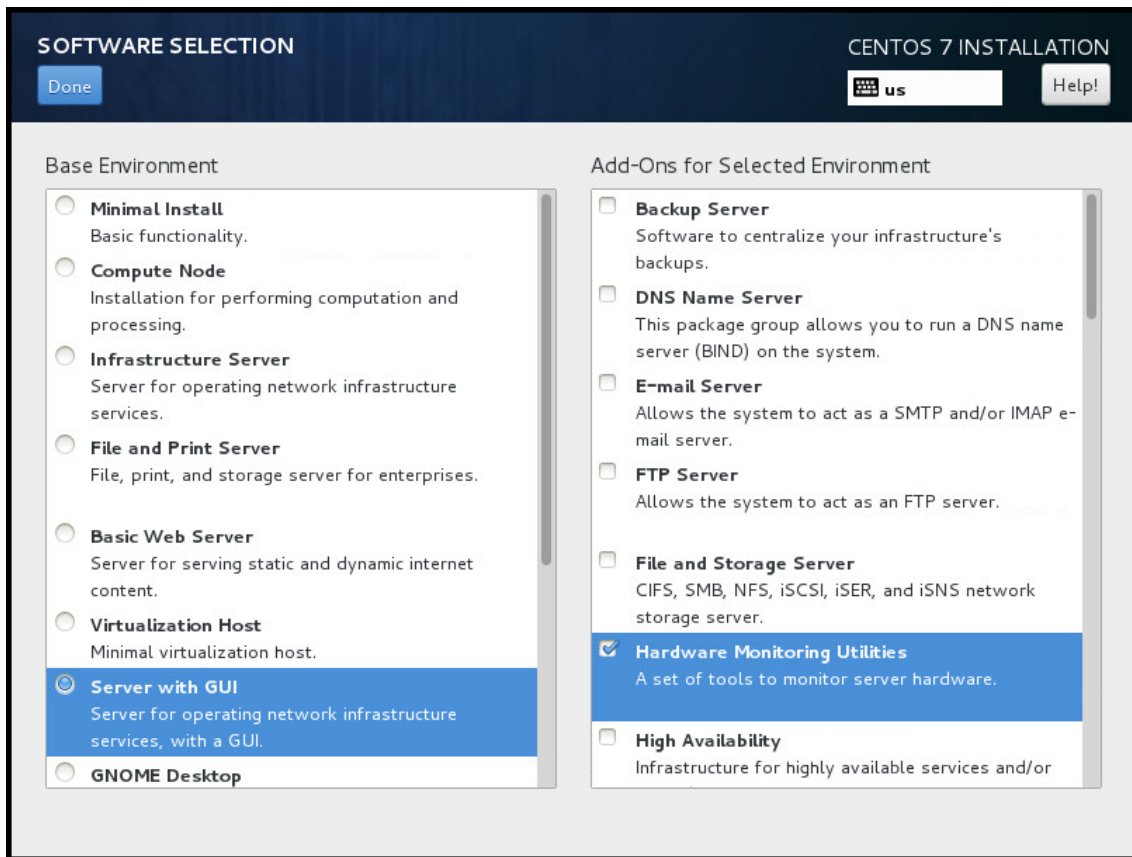 SOFTWARE SELECTION
CENTOS 7 INSTALLATION
Done
us
Help!
Base Environment
Minimal Install
Basic functionality.
Compute Node
Installation for performing computation and
processing.
Infrastructure Server
Server for operating network infrastructure
services.
File and Print Server
File, print, and storage server for enterprises.
Basic Web Server
Server for serving static and dynamic internet
content.
Virtualization Host
Minimal virtualization host.
Server with GUI
Server for operating network infrastructure
services, with a GUI.
GNOME Desktop
Add-Ons for Selected Environment
Backup Server
Software to centralize your infrastructure's
backups.
DNS Name Server
This package group allows you to run a DNS name
server (BIND) on the system.
E-mail Server
Allows the system to act as a SMTP and/or IMAP e-
mail server.
FTP Server
Allows the system to act as an FTP server.
File and Storage Server
CIFS, SMB, NFS, iSCSI, iSER, and iSNS network
storage server.
Hardware Monitoring Utilities
A set of tools to monitor server hardware.
High Availability
Infrastructure for highly available services and/or